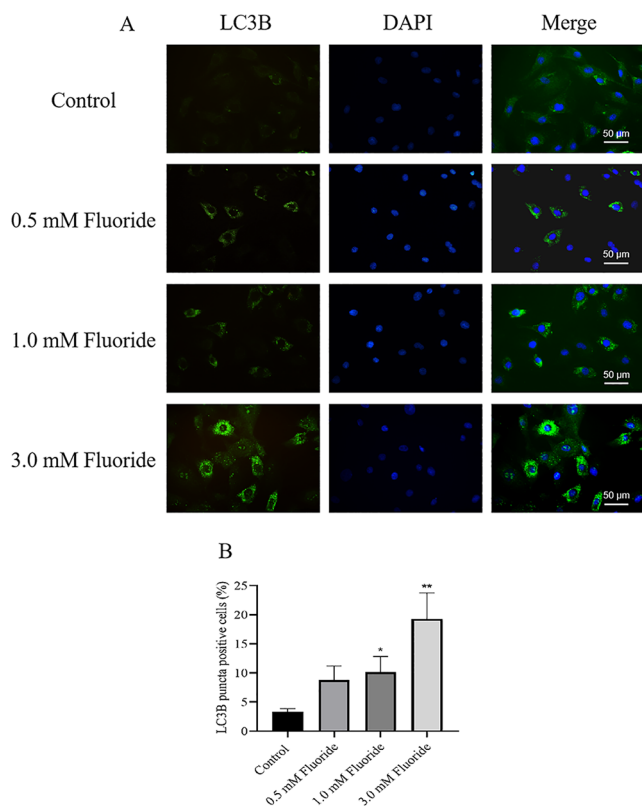 A
LC3B
DAPI
Merge
Control
50 µm
0.5 mM Fluoride
50 µm
1.0 mM Fluoride
50 µm
3.0 mM Fluoride
50 µm
B
LC3B puncta positive cells (%)
25
20
15
10
5
0
*
**
Control
0.5 mM Fluoride
1.0 mM Fluoride
3.0 mM Fluoride